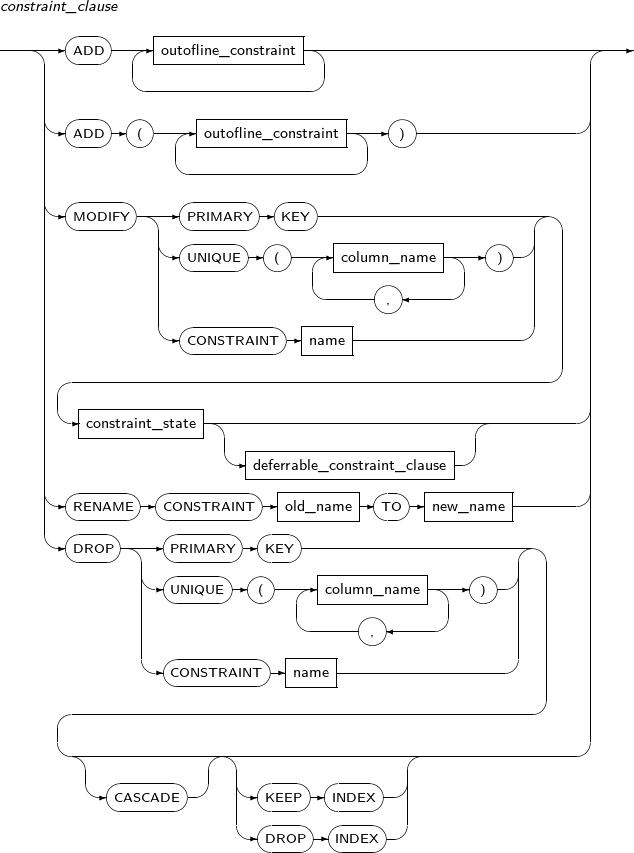 constraint_clause
ADD outofline_constraint
ADD ( outofline_constraint )
MODIFY PRIMARY KEY
UNIQUE ( column_name )
,
CONSTRAINT name
constraint_state
deferrable_constraint_clause
RENAME CONSTRAINT old_name TO new_name
DROP PRIMARY KEY
UNIQUE ( column_name )
,
CONSTRAINT name
CASCADE KEEP INDEX
DROP INDEX